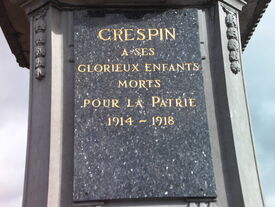 CRESPIN
A SES
GLORIEUX ENFANTS
MORTS
POUR LA PATRIE
1914 ~ 1918